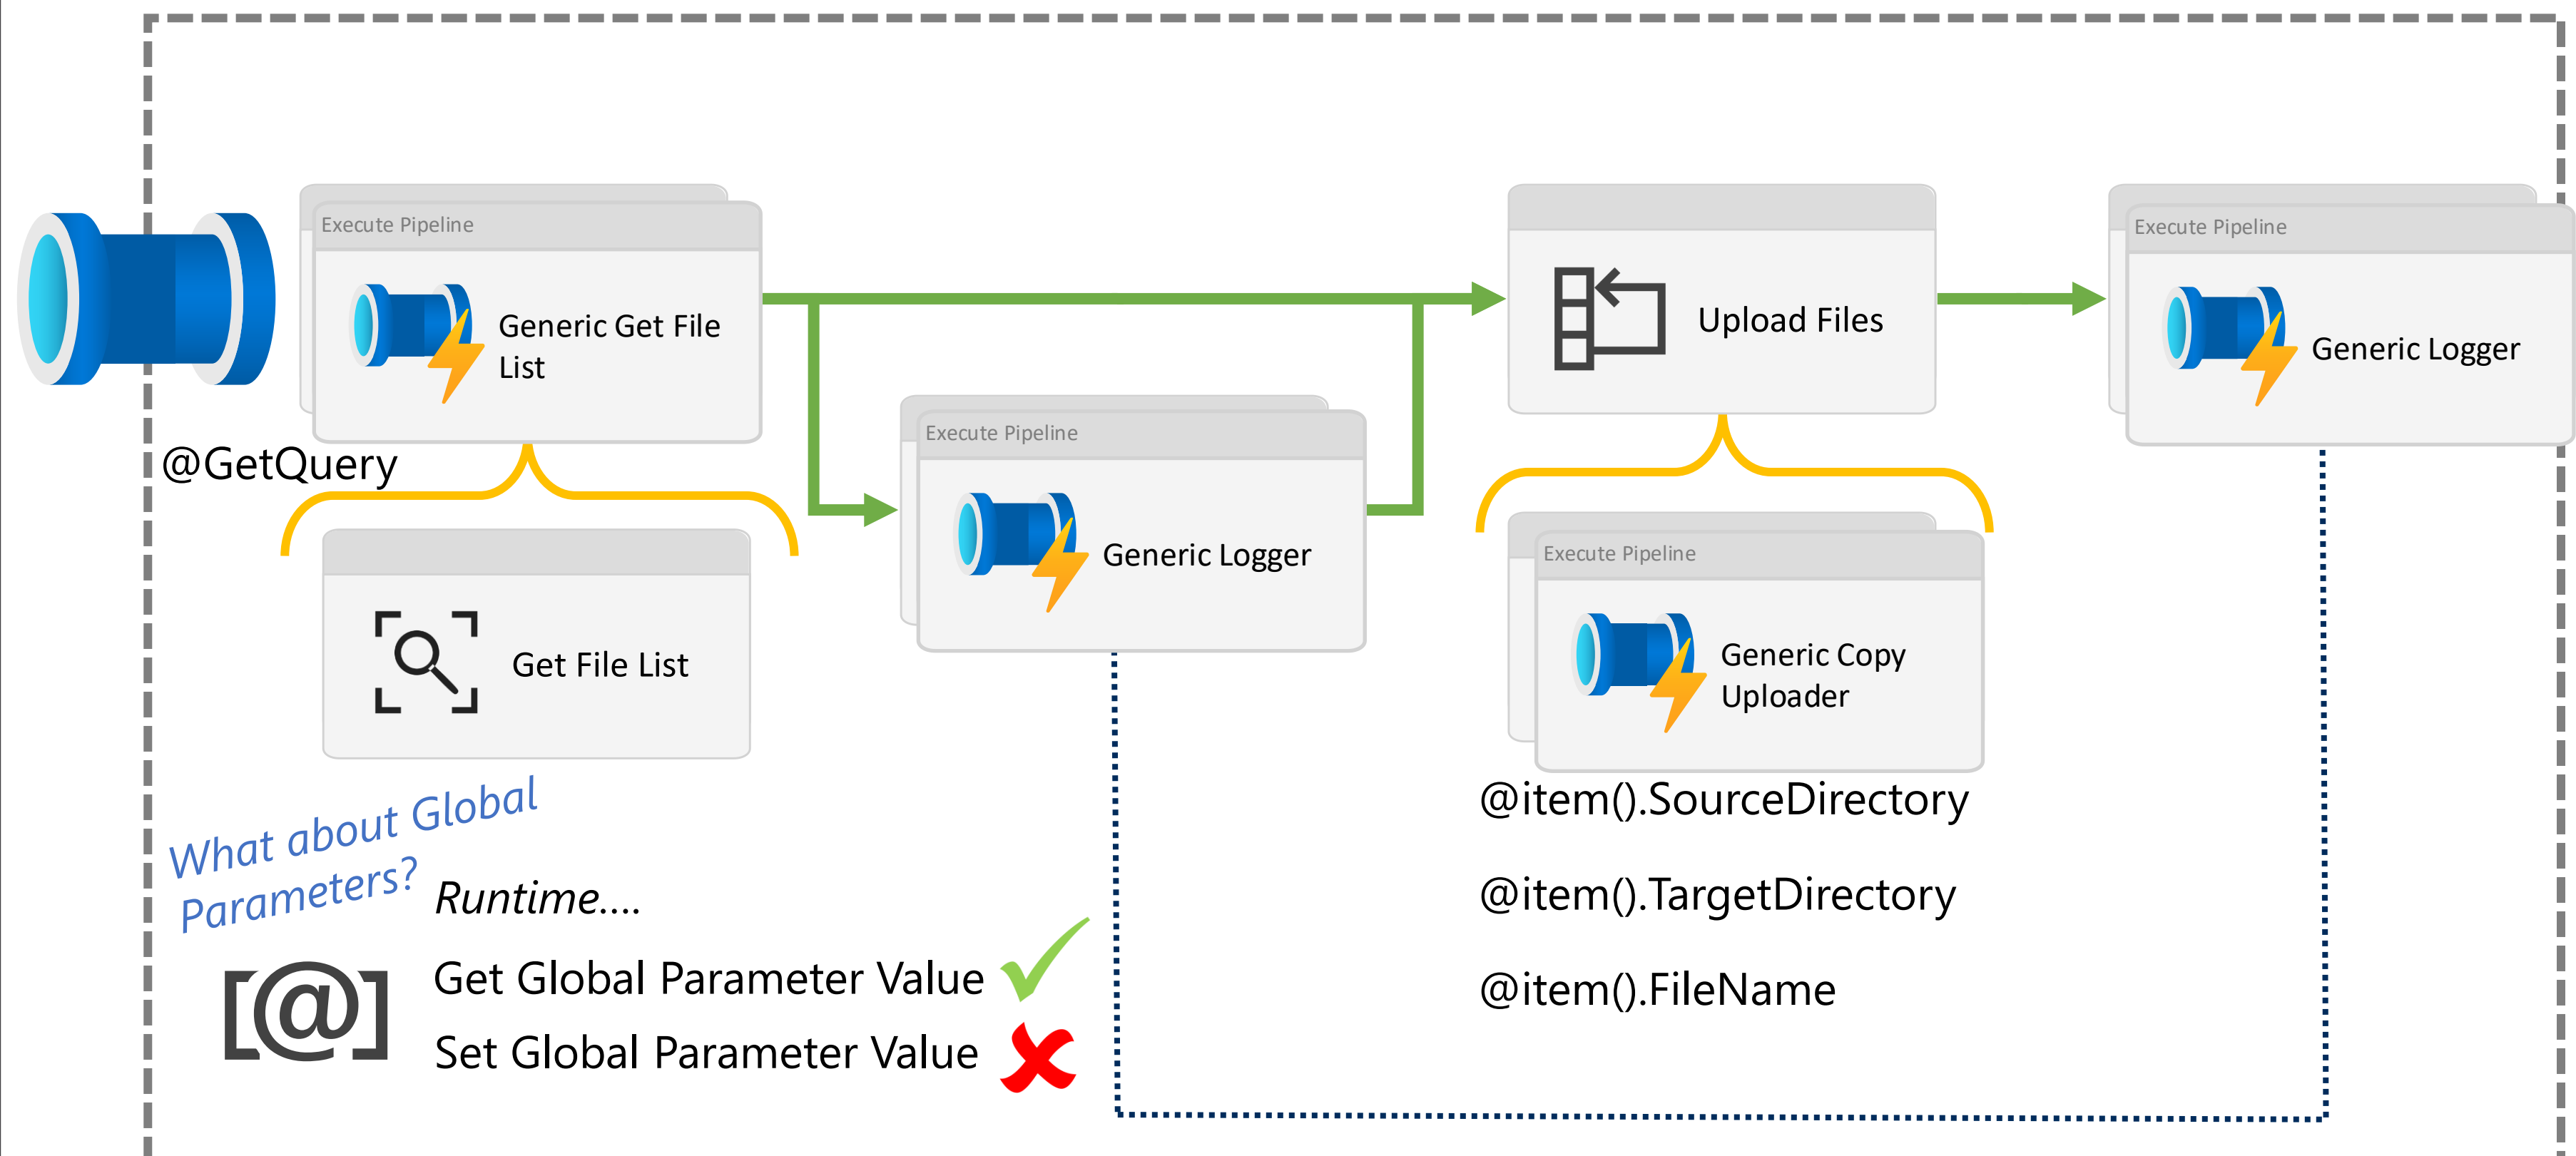 Execute Pipeline
Generic Get File
List
@GetQuery
Get File List
Execute Pipeline
Generic Logger
Upload Files
Execute Pipeline
Generic Copy
Uploader
@item().SourceDirectory
@item().TargetDirectory
@item().FileName
Execute Pipeline
Generic Logger
What about Global
Parameters?
Runtime....
[@]
Get Global Parameter Value
Set Global Parameter Value